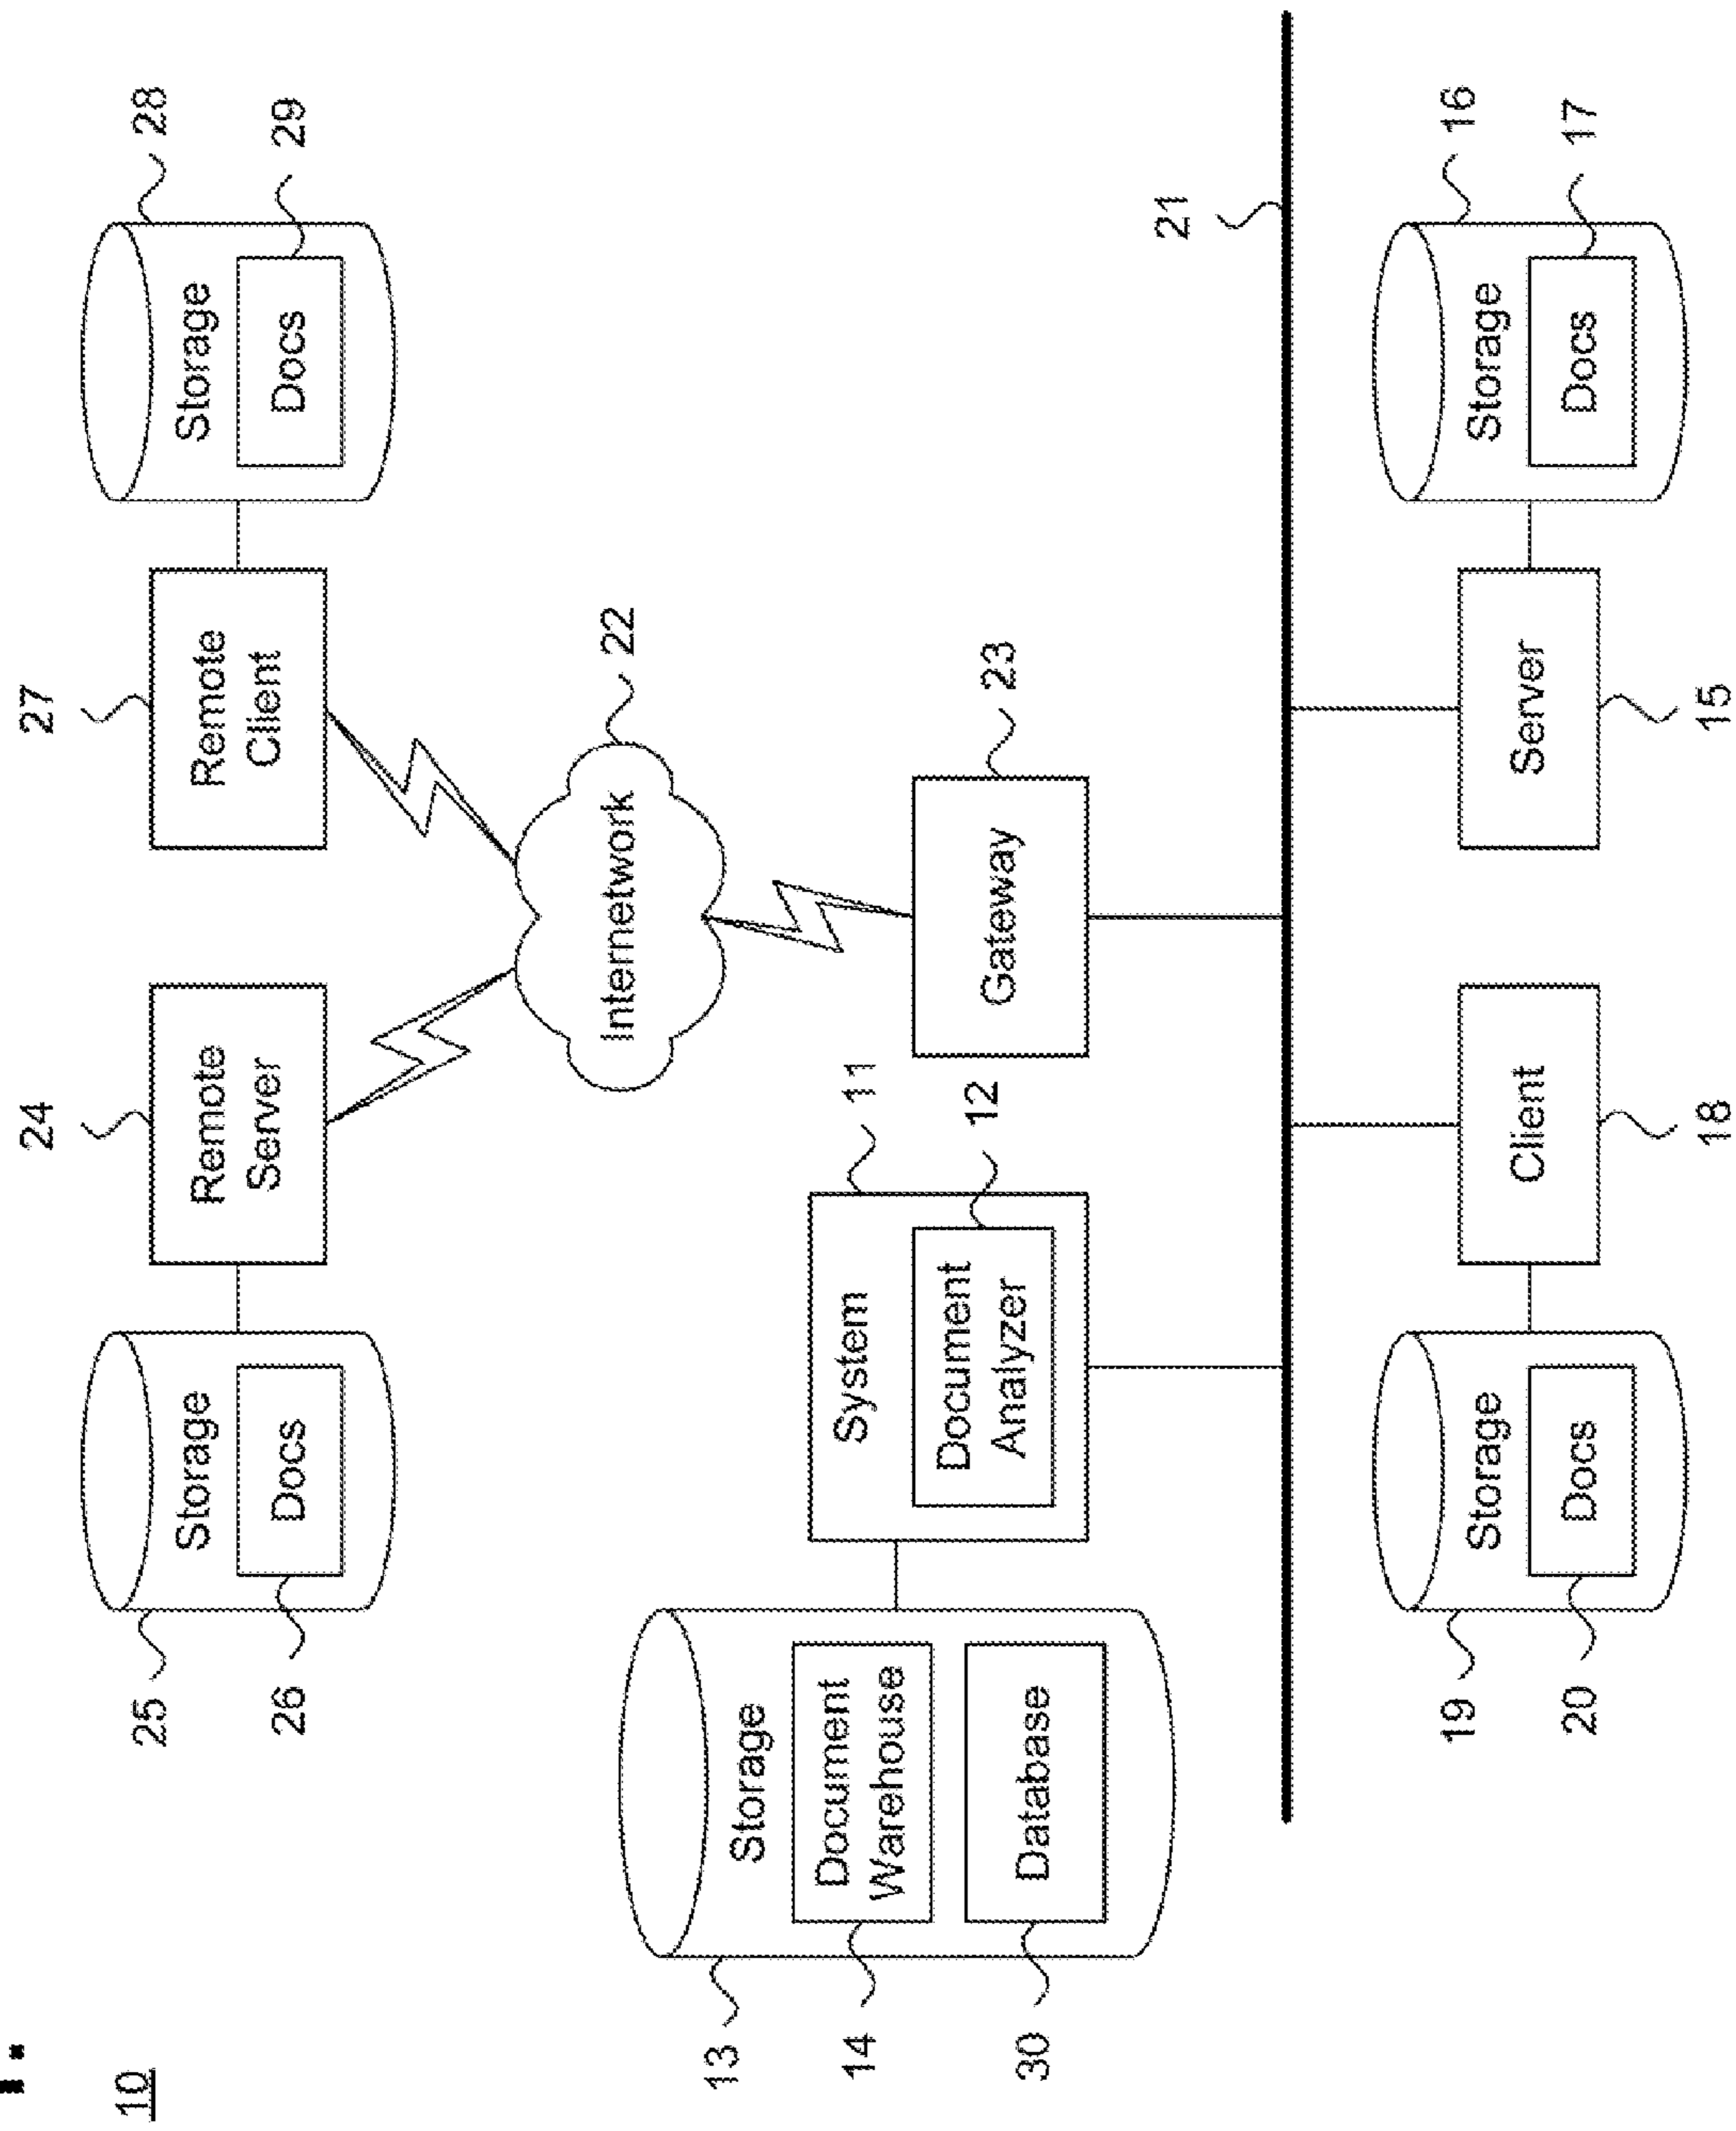 10
24
27
25
Storage
Remote
Server
Remote
Client
Storage
28
26
Docs
Docs
29
Internetwork
22
13
Storage
14
Document
Warehouse
30
Database
System
11
Document
Analyzer
12
Gateway
23
21
19
Storage
20
Docs
Client
18
Server
15
Storage
16
Docs
17